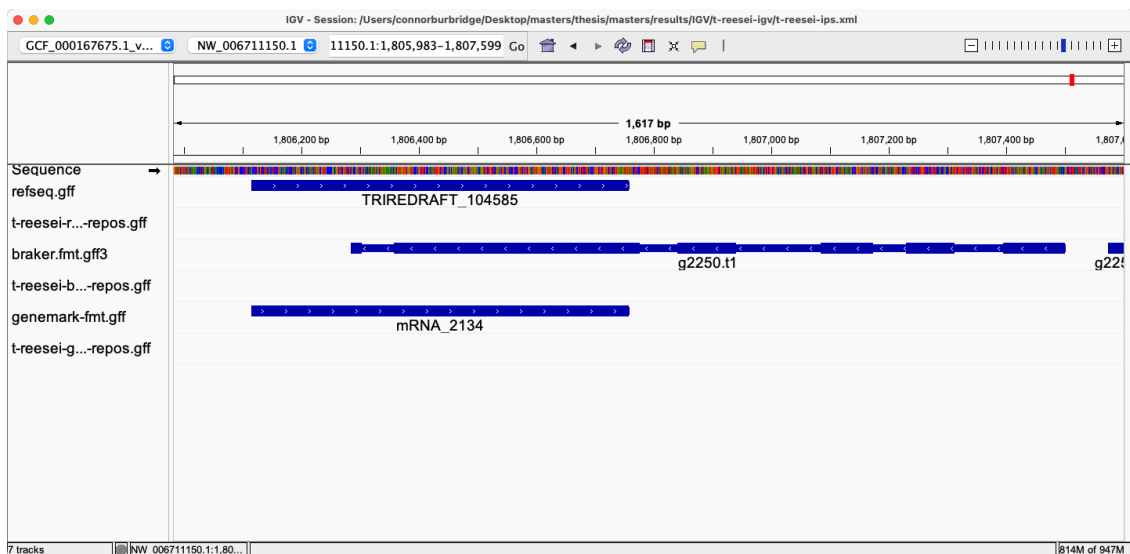 IGV - Session: /Users/connorburbridge/Desktop/masters/thesis/masters/results/IGV/t-reesei-igv/t-reesei-ips.xml
GCF_000167675.1_v... NW_006711150.1 11150.1:1,805,983-1,807,599 Go
1,617 bp
1,806,200 bp 1,806,400 bp 1,806,600 bp 1,806,800 bp 1,807,000 bp 1,807,200 bp 1,807,400 bp 1,807,
Sequence
refseq.gff
TRIREDRAFT_104585
t-reesei-r...-repos.gff
braker.fmt.gff3
g2250.t1 g225
t-reesei-b...-repos.gff
genemark-fmt.gff
mRNA_2134
t-reesei-g...-repos.gff
7 tracks NW_006711150.1:1,80... 814M of 947M